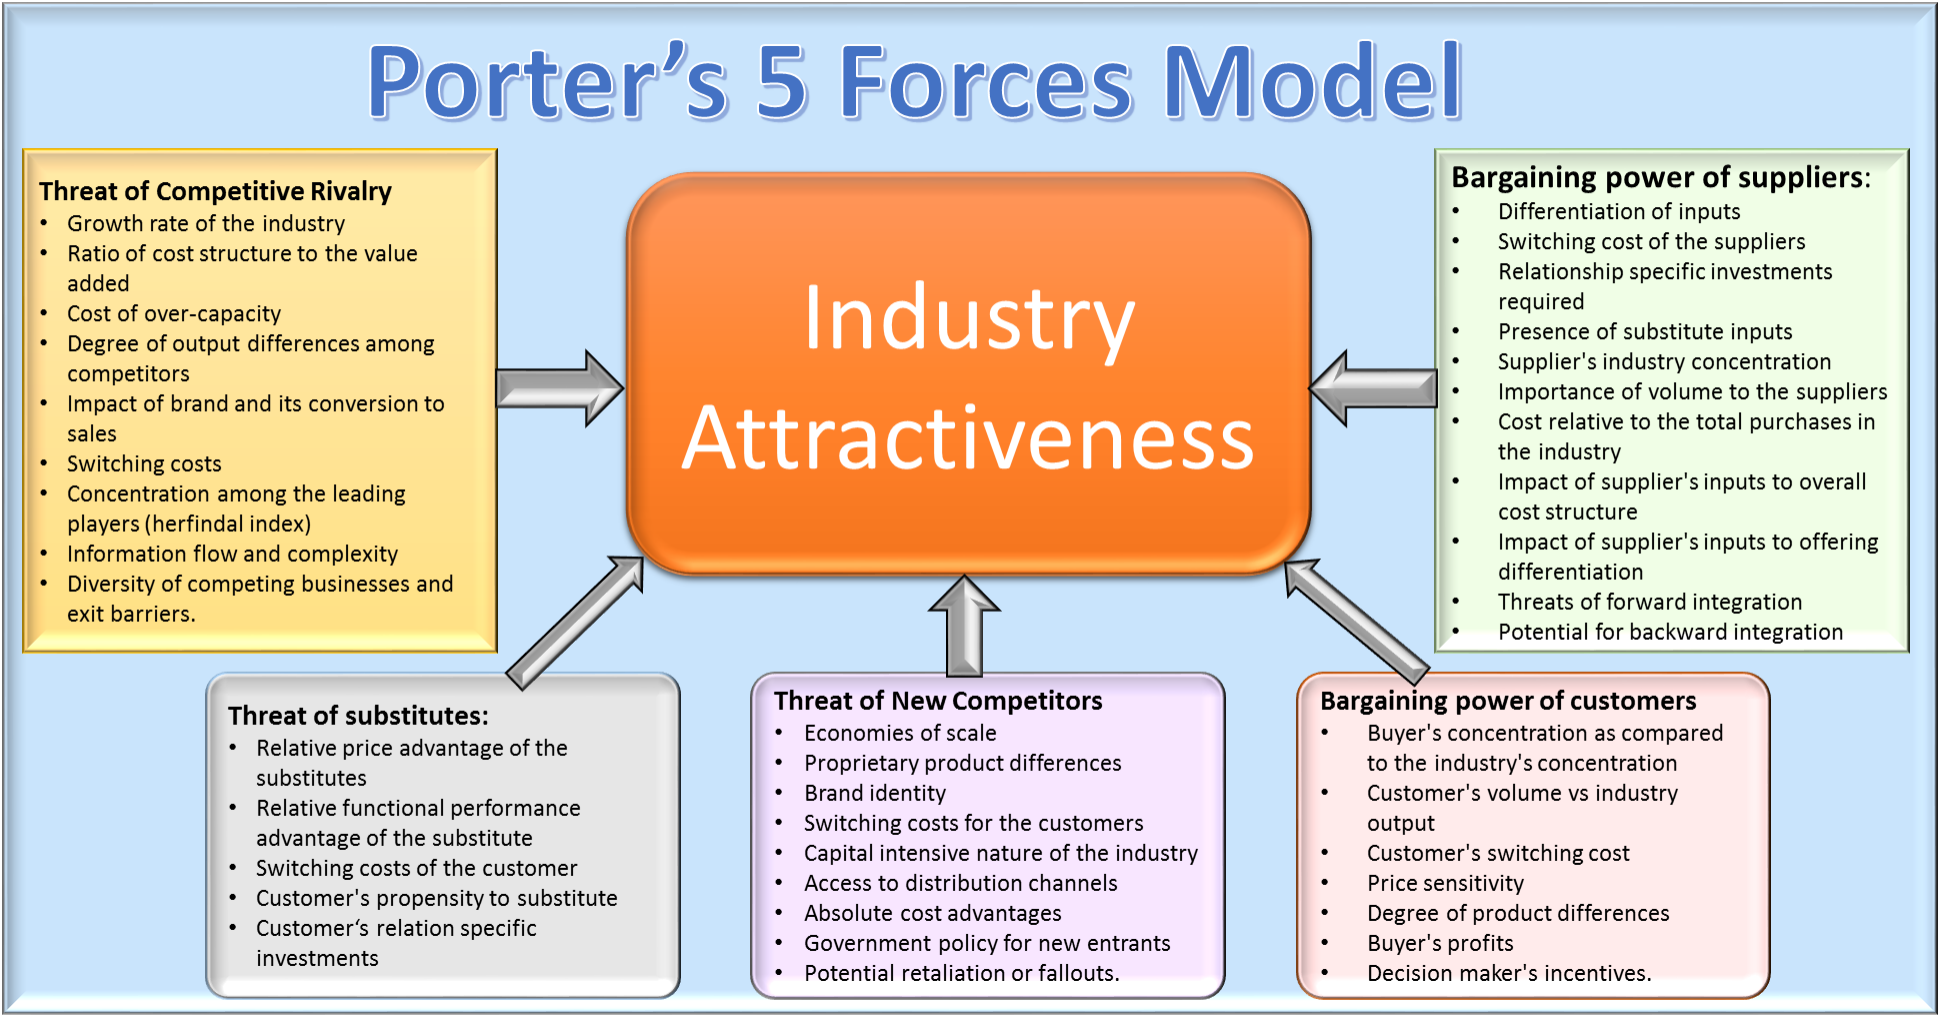 Porter’s 5 Forces Model
Threat of Competitive Rivalry
• Growth rate of the industry
• Ratio of cost structure to the value
added
• Cost of over-capacity
• Degree of output differences among
competitors
• Impact of brand and its conversion to
sales
• Switching costs
• Concentration among the leading
players (herfindal index)
• Information flow and complexity
• Diversity of competing businesses and
exit barriers.
Industry
Attractiveness
Bargaining power of suppliers:
• Differentiation of inputs
• Switching cost of the suppliers
• Relationship specific investments
required
• Presence of substitute inputs
• Supplier's industry concentration
• Importance of volume to the suppliers
• Cost relative to the total purchases in
the industry
• Impact of supplier's inputs to overall
cost structure
• Impact of supplier's inputs to offering
differentiation
• Threats of forward integration
• Potential for backward integration
Threat of substitutes:
• Relative price advantage of the
substitutes
• Relative functional performance
advantage of the substitute
• Switching costs of the customer
• Customer's propensity to substitute
• Customer‘s relation specific
investments
Threat of New Competitors
• Economies of scale
• Proprietary product differences
• Brand identity
• Switching costs for the customers
• Capital intensive nature of the industry
• Access to distribution channels
• Absolute cost advantages
• Government policy for new entrants
• Potential retaliation or fallouts.
Bargaining power of customers
• Buyer's concentration as compared
to the industry's concentration
• Customer's volume vs industry
output
• Customer's switching cost
• Price sensitivity
• Degree of product differences
• Buyer's profits
• Decision maker's incentives.